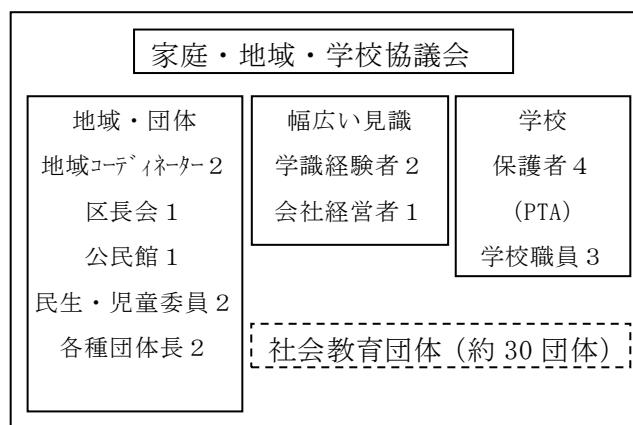 家庭・地域・学校協議会
地域・団体
地域ｺｰﾃﾞｨﾈｰﾀｰ２
区長会１
公民館１
民生・児童委員２
各種団体長２
幅広い見識
学識経験者２
会社経営者１
学校
保護者４
(PTA)
学校職員３
社会教育団体（約 30 団体）